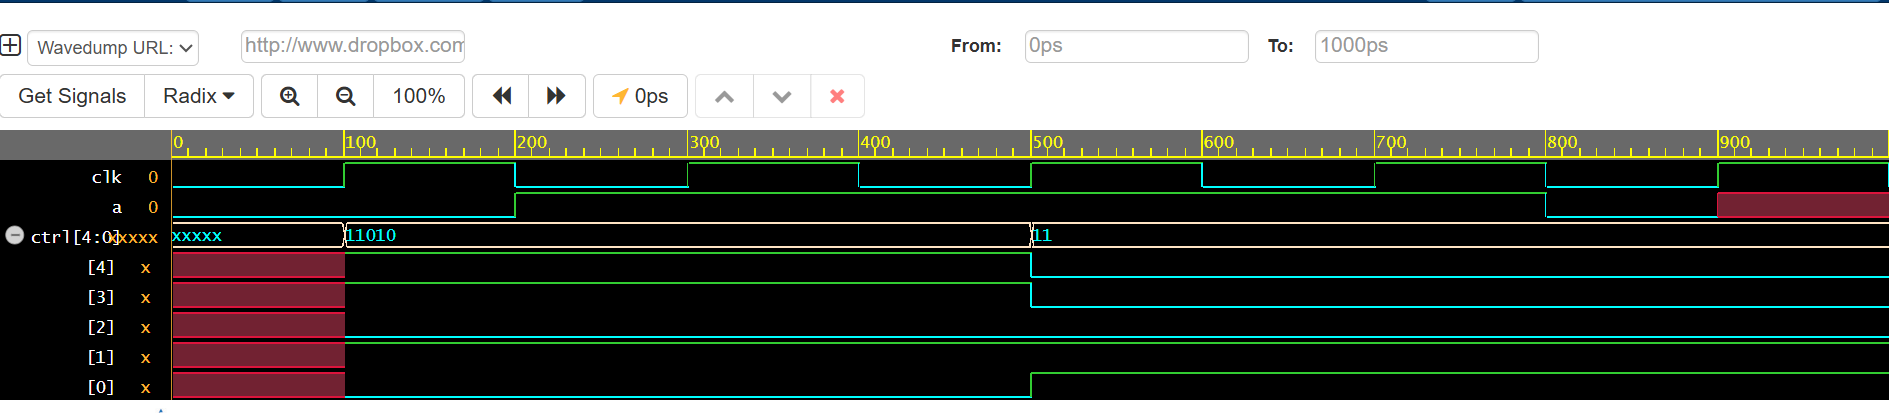 Wavedump URL: http://www.dropbox.com From: 0ps To: 1000ps
Get Signals Radix 100% 0ps
0 100 200 300 400 500 600 700 800 900
clk 0
a 0
ctrl[4:0] xxxxx xxxxx 11010 11
[4] x
[3] x
[2] x
[1] x
[0] x